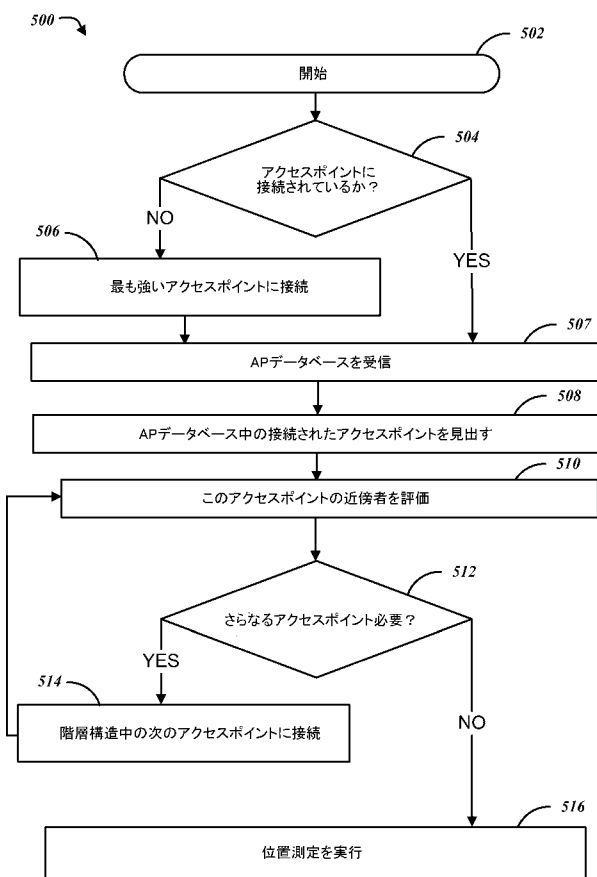 500
502
開始
504
アクセスポイントに
接続されているか？
NO
YES
506
最も強いアクセスポイントに接続
507
APデータベースを受信
508
APデータベース中の接続されたアクセスポイントを見出す
510
このアクセスポイントの近傍者を評価
512
さらなるアクセスポイント必要？
YES
NO
514
階層構造中の次のアクセスポイントに接続
516
位置測定を実行